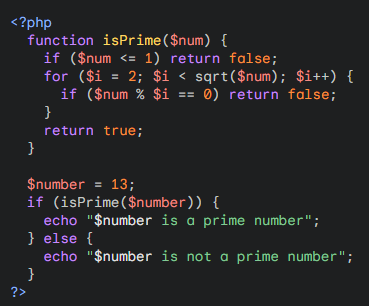 <?php
  function isPrime($num) {
    if ($num <= 1) return false;
    for ($i = 2; $i < sqrt($num); $i++) {
      if ($num % $i == 0) return false;
    }
    return true;
  }

  $number = 13;
  if (isPrime($number)) {
    echo "$number is a prime number";
  } else {
    echo "$number is not a prime number";
  }
?>